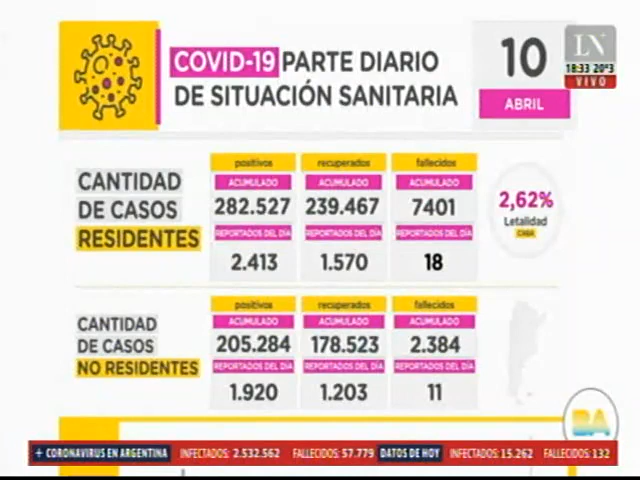 COVID-19 PARTE DIARIO
DE SITUACIÓN SANITARIA
10
ABRIL
LN
18:33 20°3
VIVO
positivos recuperados fallecidos
CANTIDAD
DE CASOS
RESIDENTES
ACUMULADO ACUMULADO ACUMULADO
282.527 239.467 7401
REPORTADOS DEL DÍA REPORTADOS DEL DÍA REPORTADOS DEL DÍA
2.413 1.570 18
2,62%
Letalidad
CABA
positivos recuperados fallecidos
CANTIDAD
DE CASOS
NO RESIDENTES
ACUMULADO ACUMULADO ACUMULADO
205.284 178.523 2.384
REPORTADOS DEL DÍA REPORTADOS DEL DÍA REPORTADOS DEL DÍA
1.920 1.203 11
BA
+ CORONAVIRUS EN ARGENTINA INFECTADOS: 2.532.562 FALLECIDOS: 57.779 DATOS DE HOY INFECTADOS: 15.262 FALLECIDOS: 132